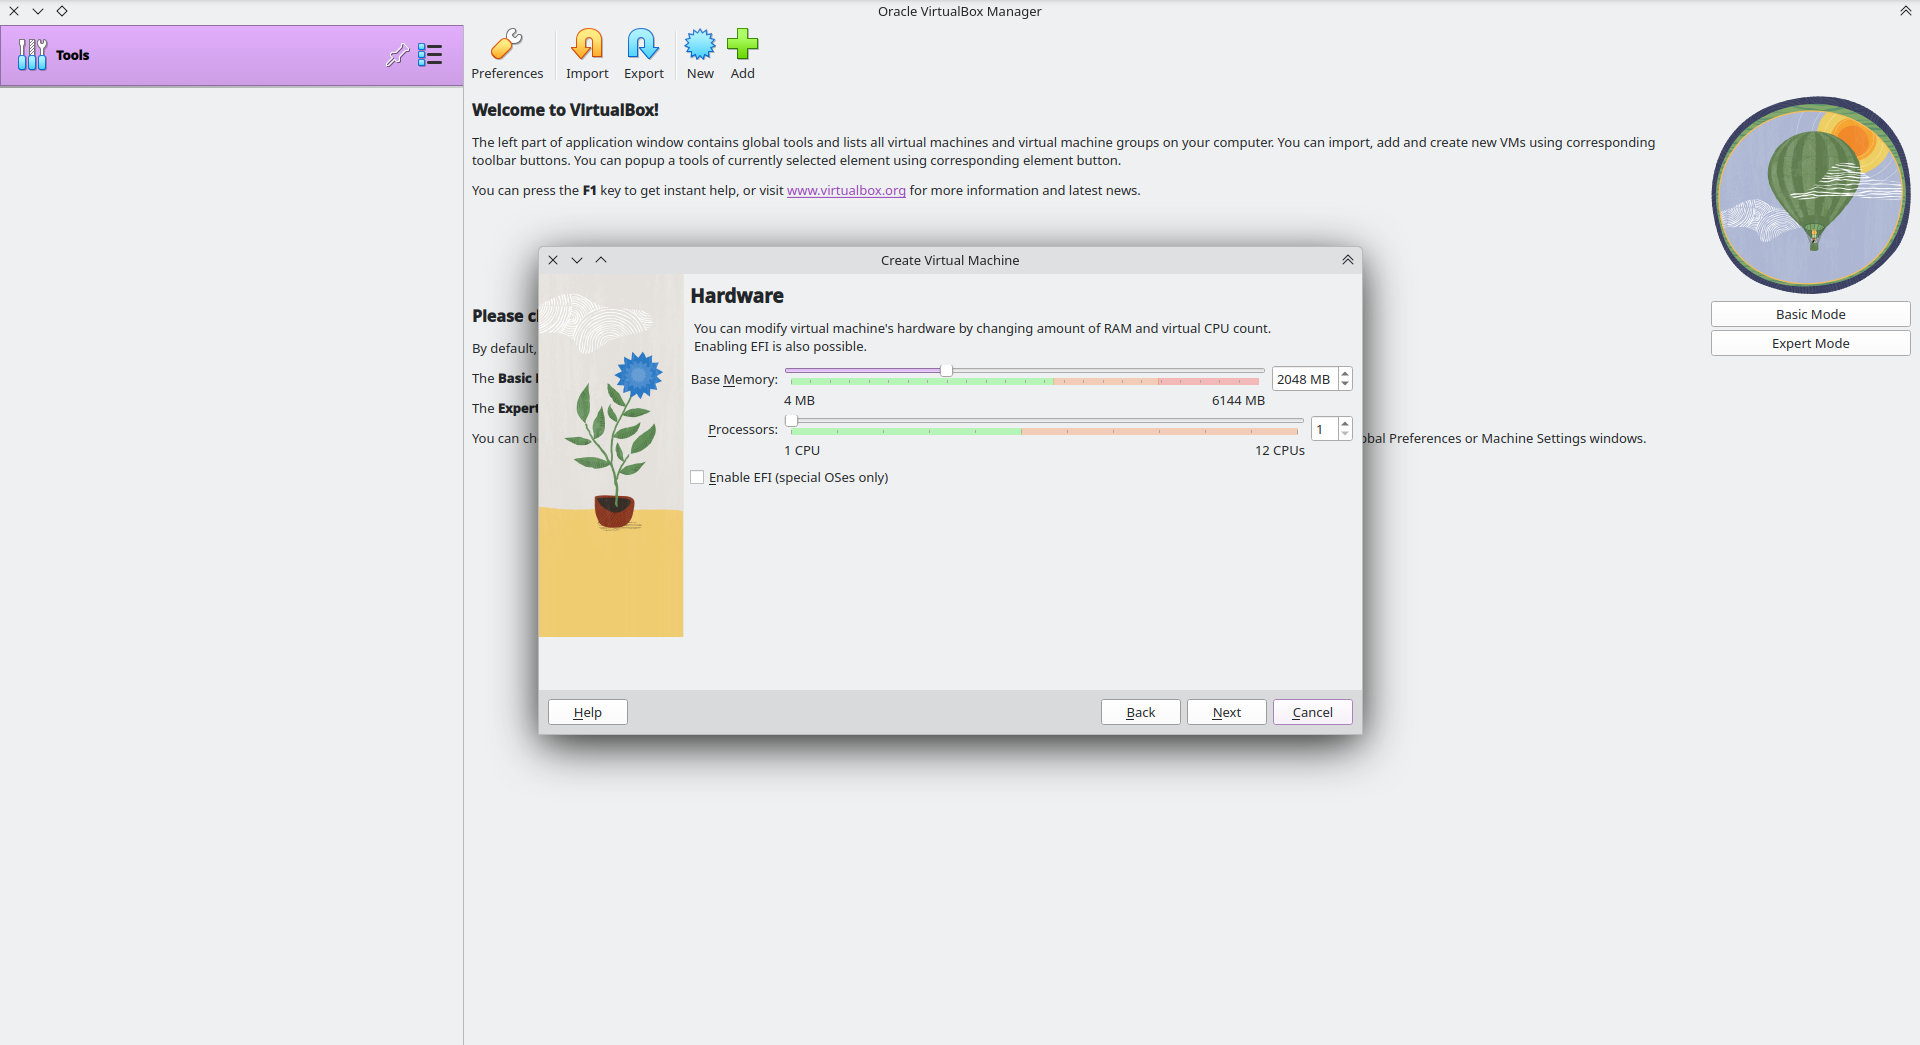 Oracle VirtualBox Manager
Tools
Preferences
Import
Export
New
Add
Welcome to VirtualBox!
The left part of application window contains global tools and lists all virtual machines and virtual machine groups on your computer. You can import, add and create new VMs using corresponding
toolbar buttons. You can popup a tools of currently selected element using corresponding element button.
You can press the F1 key to get instant help, or visit www.virtualbox.org for more information and latest news.
Please
By default,
The Basic
The Expert
You can
bal Preferences or Machine Settings windows.
Basic Mode
Expert Mode
Create Virtual Machine
Hardware
You can modify virtual machine's hardware by changing amount of RAM and virtual CPU count.
Enabling EFI is also possible.
Base Memory:
2048 MB
4 MB
6144 MB
Processors:
1
1 CPU
12 CPUs
Enable EFI (special OSes only)
Help
Back
Next
Cancel